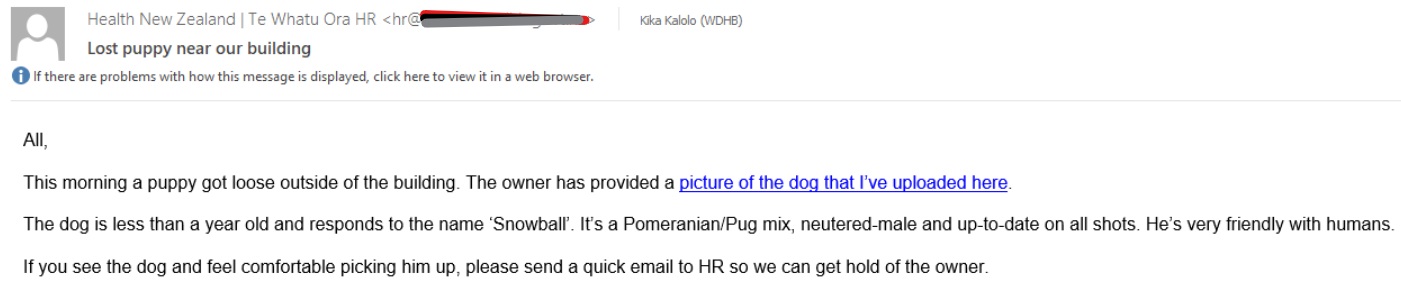 Health New Zealand | Te Whatu Ora HR <hr@ > Kika Kalolo (WDHB)
Lost puppy near our building
If there are problems with how this message is displayed, click here to view it in a web browser.
All,
This morning a puppy got loose outside of the building. The owner has provided a picture of the dog that I've uploaded here.
The dog is less than a year old and responds to the name ‘Snowball’. It's a Pomeranian/Pug mix, neutered-male and up-to-date on all shots. He's very friendly with humans.
If you see the dog and feel comfortable picking him up, please send a quick email to HR so we can get hold of the owner.